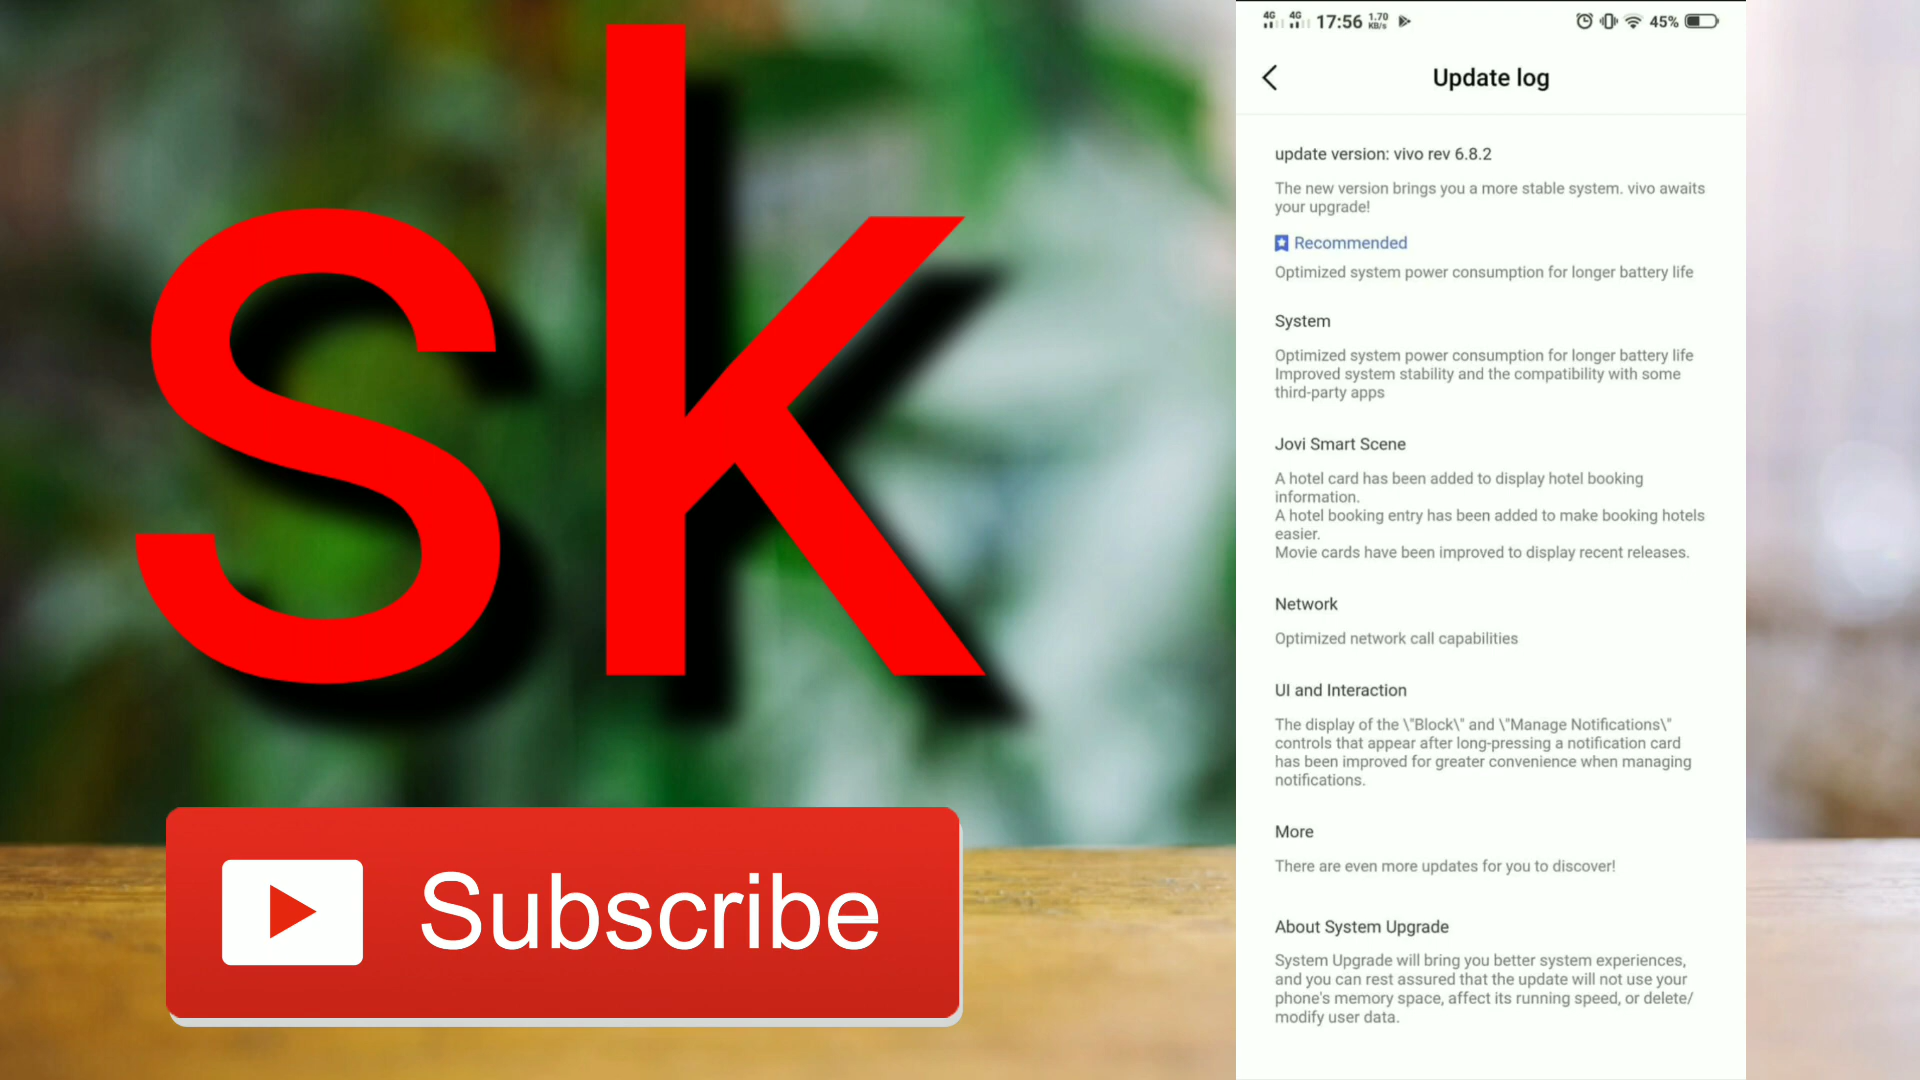 sk
Subscribe
4G 4G 17:56 1.70 KB/s 45%
Update log
update version: vivo rev 6.8.2
The new version brings you a more stable system. vivo awaits
your upgrade!
Recommended
Optimized system power consumption for longer battery life
System
Optimized system power consumption for longer battery life
Improved system stability and the compatibility with some
third-party apps
Jovi Smart Scene
A hotel card has been added to display hotel booking
information.
A hotel booking entry has been added to make booking hotels
easier.
Movie cards have been improved to display recent releases.
Network
Optimized network call capabilities
UI and Interaction
The display of the \"Block\" and \"Manage Notifications\"
controls that appear after long-pressing a notification card
has been improved for greater convenience when managing
notifications.
More
There are even more updates for you to discover!
About System Upgrade
System Upgrade will bring you better system experiences,
and you can rest assured that the update will not use your
phone's memory space, affect its running speed, or delete/
modify user data.